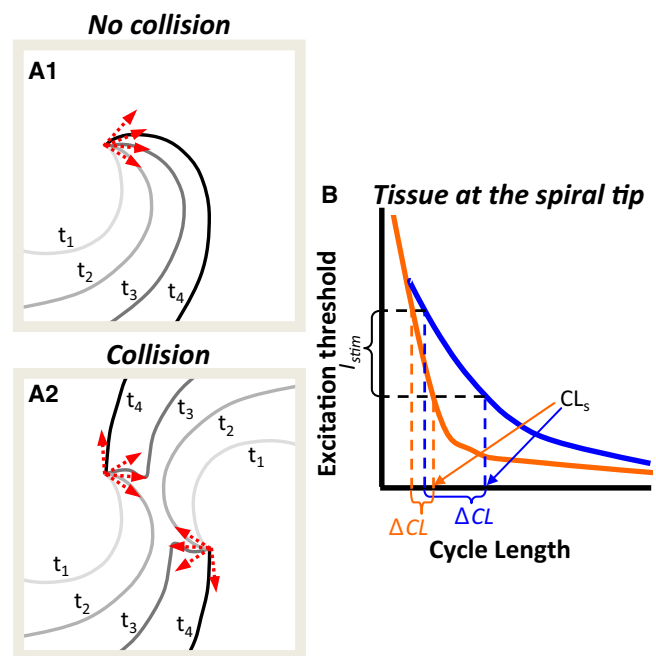 No collision
A1
t1
t2
t3
t4
Collision
A2
t4
t3
t2
t1
t1
t2
t3
t4
B Tissue at the spiral tip
Excitation threshold
Istim
CLs
ΔCL
ΔCL
Cycle Length